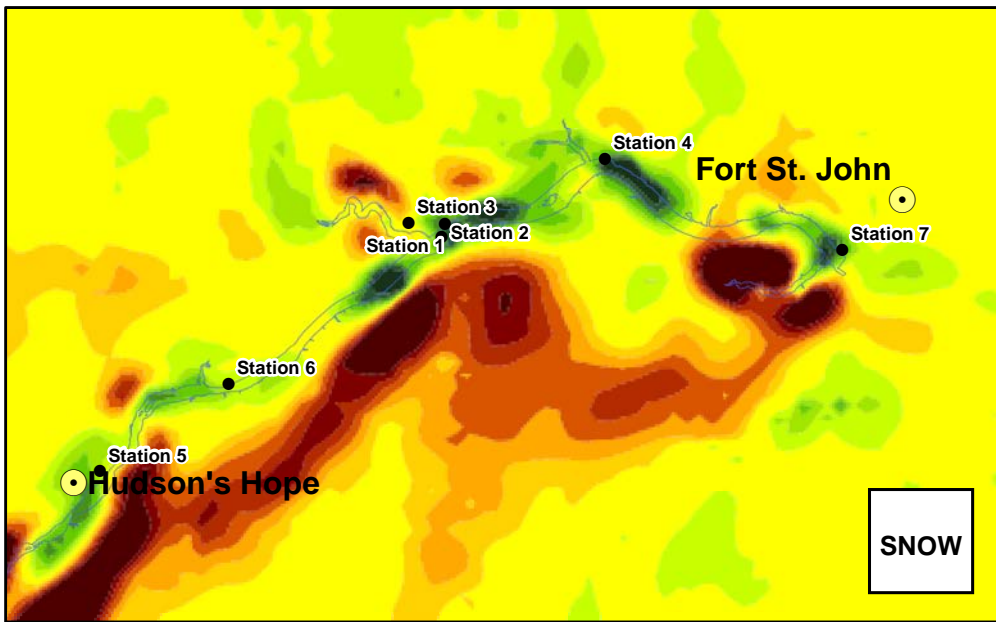 Station 4
Fort St. John
Station 3
Station 2
Station 1
Station 7
Station 6
Station 5
Hudson's Hope
SNOW